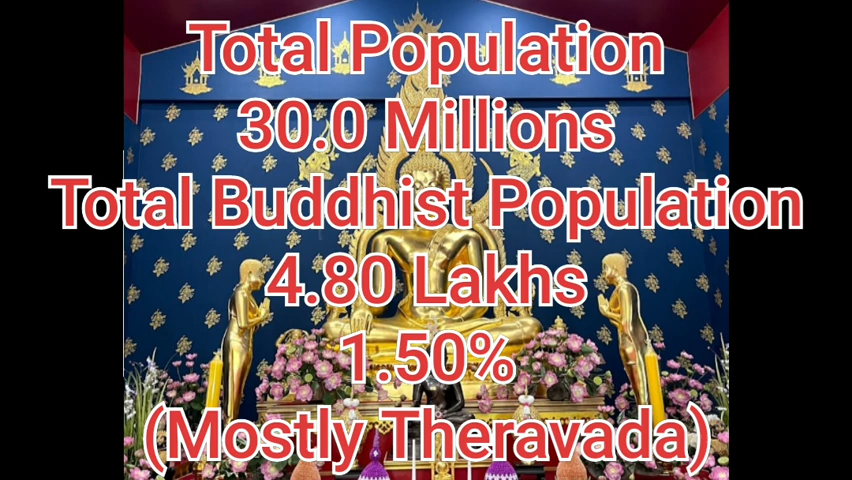 Total Population
30.0 Millions
Total Buddhist Population
4.80 Lakhs
1.50%
(Mostly Theravada)